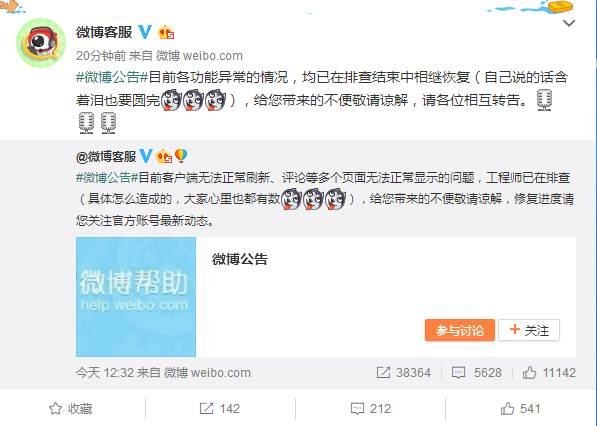 微博客服
20分钟前 来自 微博 weibo.com
#微博公告#目前各功能异常的情况，均已在排查结束中相继恢复（自己说的话含
着泪也要圆完），给您带来的不便敬请谅解，请各位相互转告。
@微博客服
#微博公告#目前客户端无法正常刷新、评论等多个页面无法正常显示的问题，工程师已在排查
（具体怎么造成的，大家心里也都有数），给您带来的不便敬请谅解，修复进度请
您关注官方账号最新动态。
微博帮助
help.weibo.com
微博公告
参与讨论
+ 关注
今天 12:32 来自 微博 weibo.com
38364
5628
11142
收藏
142
212
541